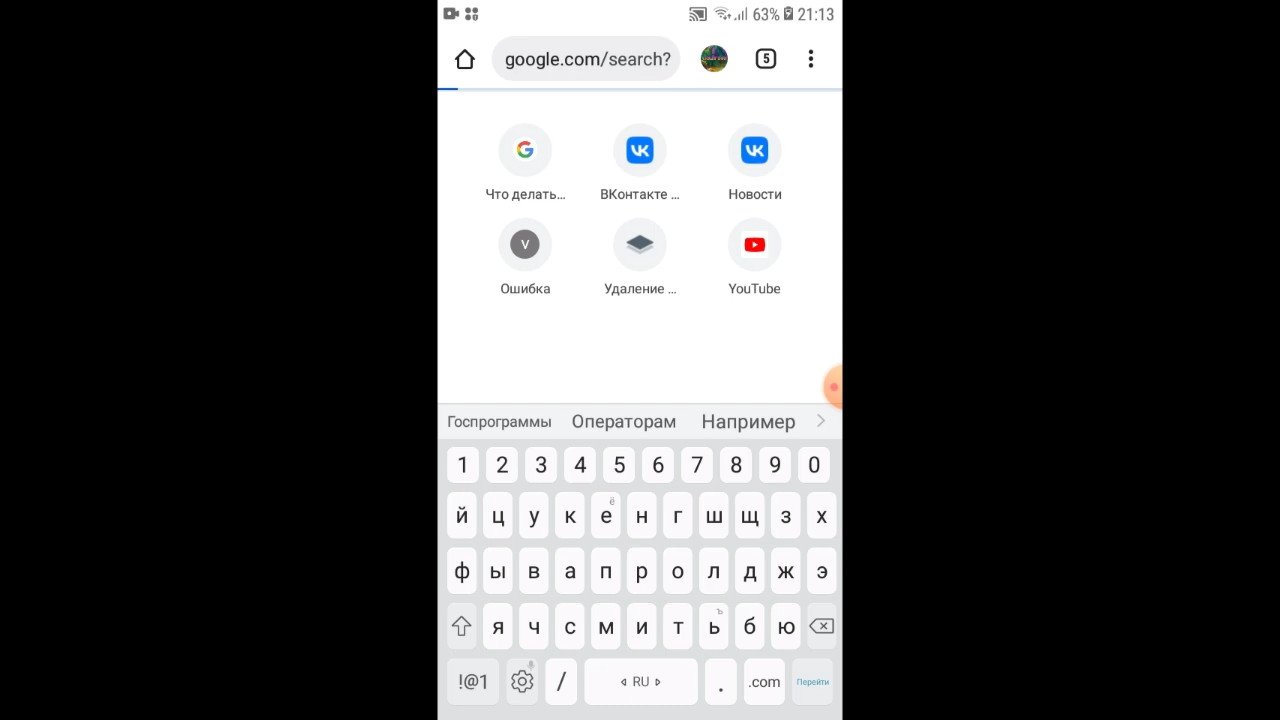 63% 21:13
google.com/search? 5
Что делать... ВКонтакте ... Новости
V
Ошибка Удаление ... YouTube
Госпрограммы Операторам Например
1 2 3 4 5 6 7 8 9 0
ё
й ц у к е н г ш щ з х
ф ы в а п р о л д ж э
ъ
я ч с м и т ь б ю
!@1 / RU . .com Перейти